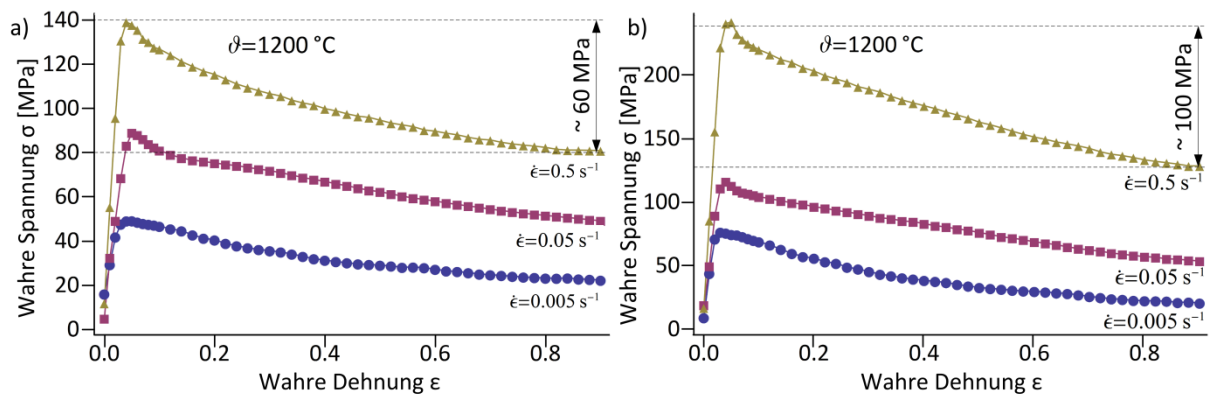 a)
Wahre Spannung σ [MPa]
140
120
100
80
60
40
20
0
ϑ=1200 °C
~ 60 MPa
ϵ̇=0.5 s⁻¹
ϵ̇=0.05 s⁻¹
ϵ̇=0.005 s⁻¹
0.0 0.2 0.4 0.6 0.8
Wahre Dehnung ε
b)
Wahre Spannung σ [MPa]
200
150
100
50
0
ϑ=1200 °C
~ 100 MPa
ϵ̇=0.5 s⁻¹
ϵ̇=0.05 s⁻¹
ϵ̇=0.005 s⁻¹
0.0 0.2 0.4 0.6 0.8
Wahre Dehnung ε